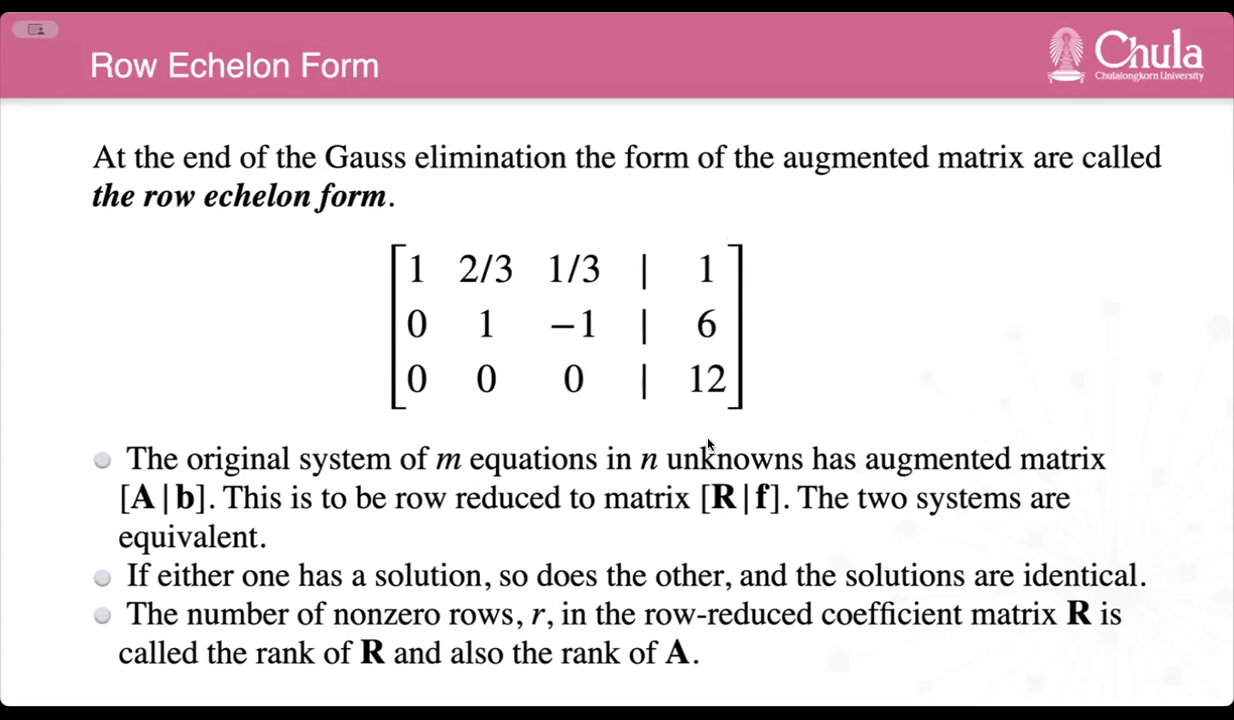 Row Echelon Form
Chula
Chulalongkorn University
At the end of the Gauss elimination the form of the augmented matrix are called
the row echelon form.
1 2/3 1/3 | 1
0 1 −1 | 6
0 0 0 | 12
The original system of m equations in n unknowns has augmented matrix
[A|b]. This is to be row reduced to matrix [R|f]. The two systems are
equivalent.
If either one has a solution, so does the other, and the solutions are identical.
The number of nonzero rows, r, in the row-reduced coefficient matrix R is
called the rank of R and also the rank of A.